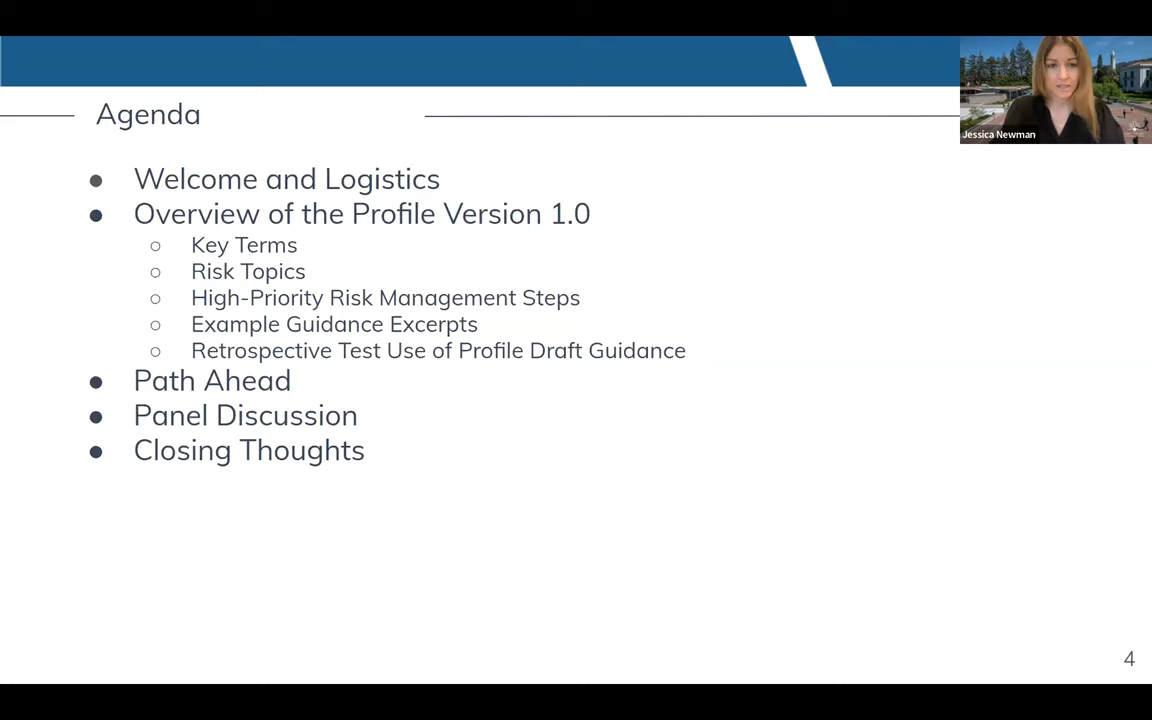 Agenda
Jessica Newman
● Welcome and Logistics
● Overview of the Profile Version 1.0
○ Key Terms
○ Risk Topics
○ High-Priority Risk Management Steps
○ Example Guidance Excerpts
○ Retrospective Test Use of Profile Draft Guidance
● Path Ahead
● Panel Discussion
● Closing Thoughts
4